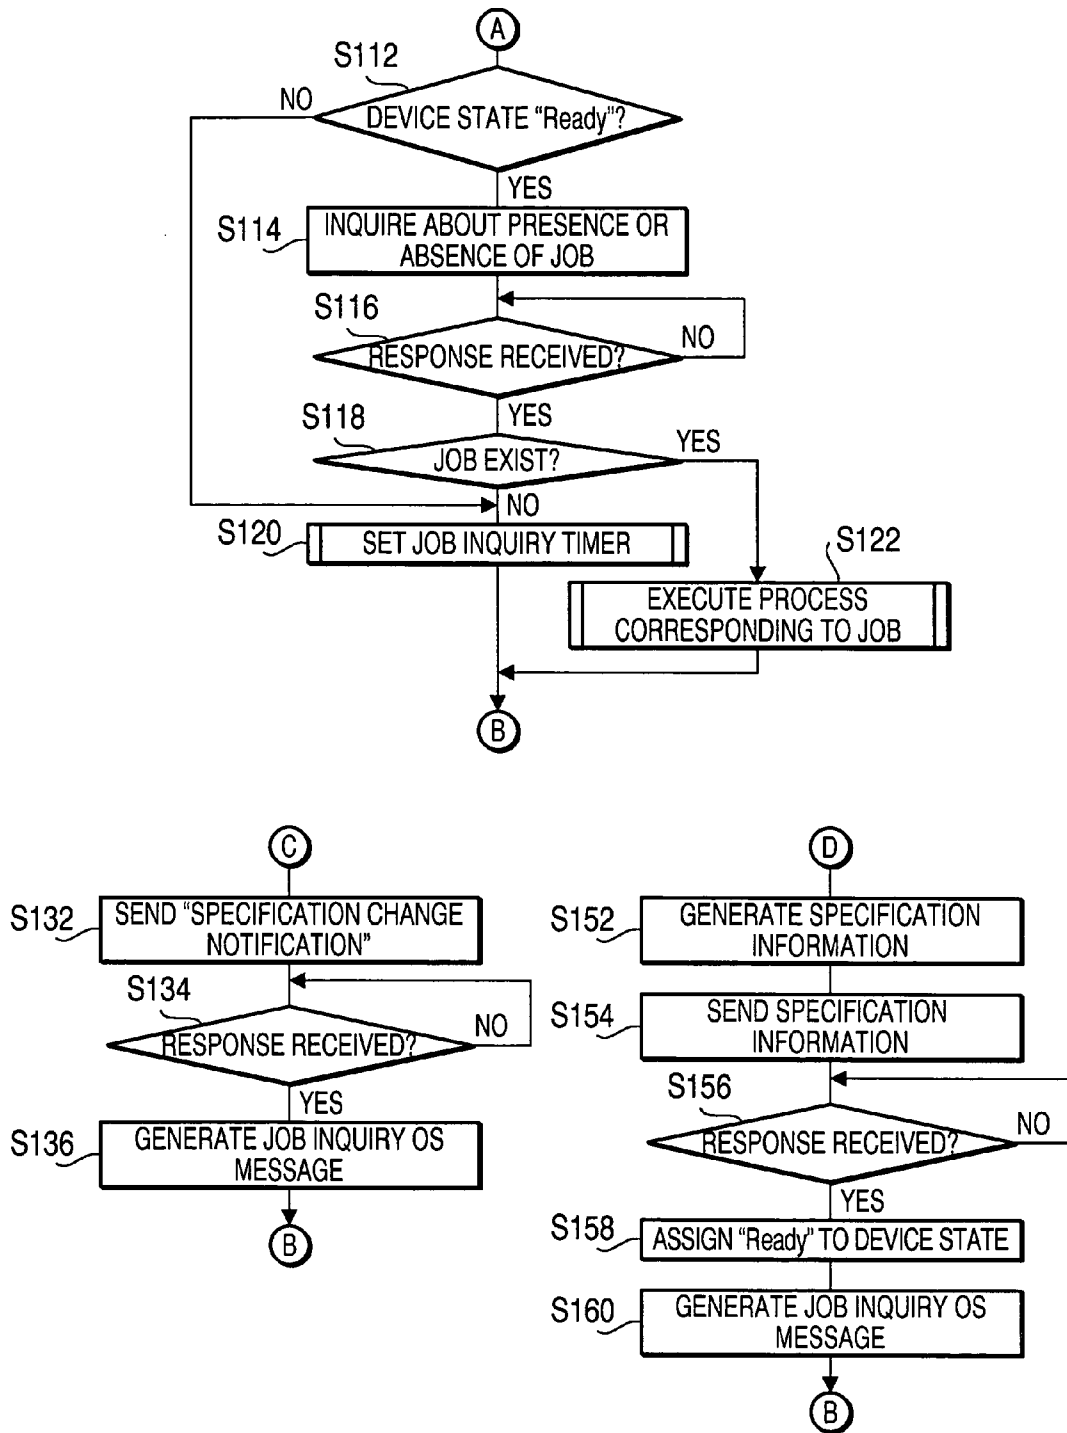 A
S112
NO
DEVICE STATE "Ready"?
YES
S114
INQUIRE ABOUT PRESENCE OR
ABSENCE OF JOB
S116
RESPONSE RECEIVED?
NO
YES
S118
JOB EXIST?
YES
NO
S120
SET JOB INQUIRY TIMER
S122
EXECUTE PROCESS
CORRESPONDING TO JOB
B
C
S132
SEND “SPECIFICATION CHANGE
NOTIFICATION”
S134
RESPONSE RECEIVED?
NO
YES
S136
GENERATE JOB INQUIRY OS
MESSAGE
B
D
S152
GENERATE SPECIFICATION
INFORMATION
S154
SEND SPECIFICATION
INFORMATION
S156
RESPONSE RECEIVED?
NO
YES
S158
ASSIGN “Ready” TO DEVICE STATE
S160
GENERATE JOB INQUIRY OS
MESSAGE
B